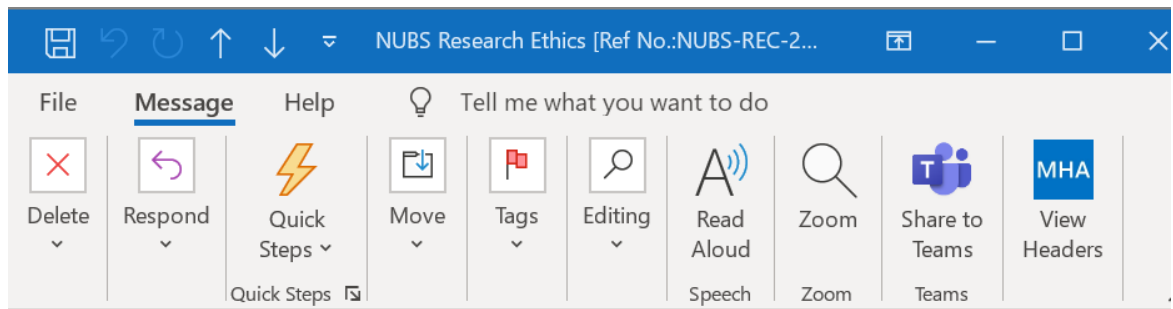 NUBS Research Ethics [Ref No.:NUBS-REC-2...
File Message Help Tell me what you want to do
Delete Respond Quick Steps Move Tags Editing Read Aloud Zoom Share to Teams View Headers
T MHA
Quick Steps Speech Zoom Teams